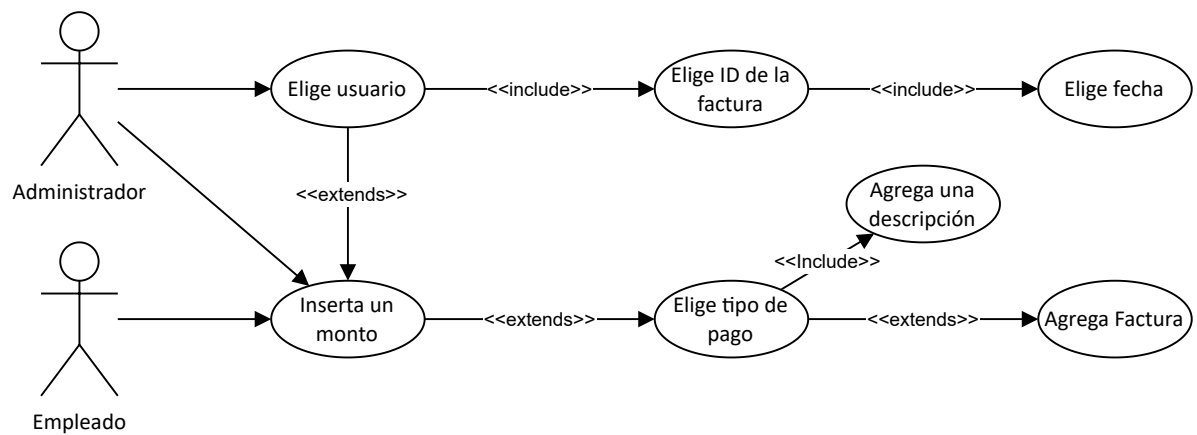 Elige usuario
<<include>>
Elige ID de la
factura
<<include>>
Elige fecha
Administrador
<<extends>>
Agrega una
descripción
<<Include>>
Inserta un
monto
<<extends>>
Elige tipo de
pago
<<extends>>
Agrega Factura
Empleado